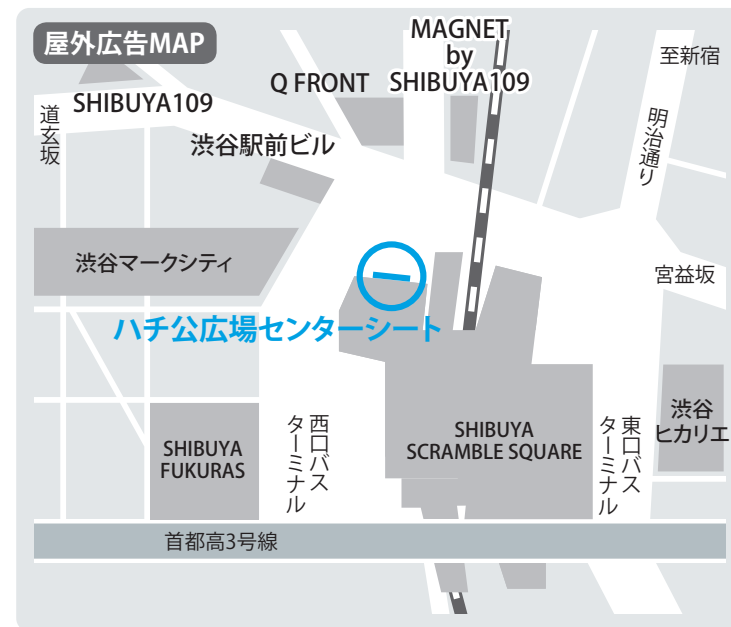 屋外広告MAP
MAGNET
by
SHIBUYA109
至新宿
Q FRONT
SHIBUYA109
道玄坂
渋谷駅前ビル
明治通り
渋谷マークシティ
宮益坂
ハチ公広場センターシート
SHIBUYA
FUKURAS
西口バス
ターミナル
SHIBUYA
SCRAMBLE SQUARE
東口バス
ターミナル
渋谷
ヒカリエ
首都高3号線